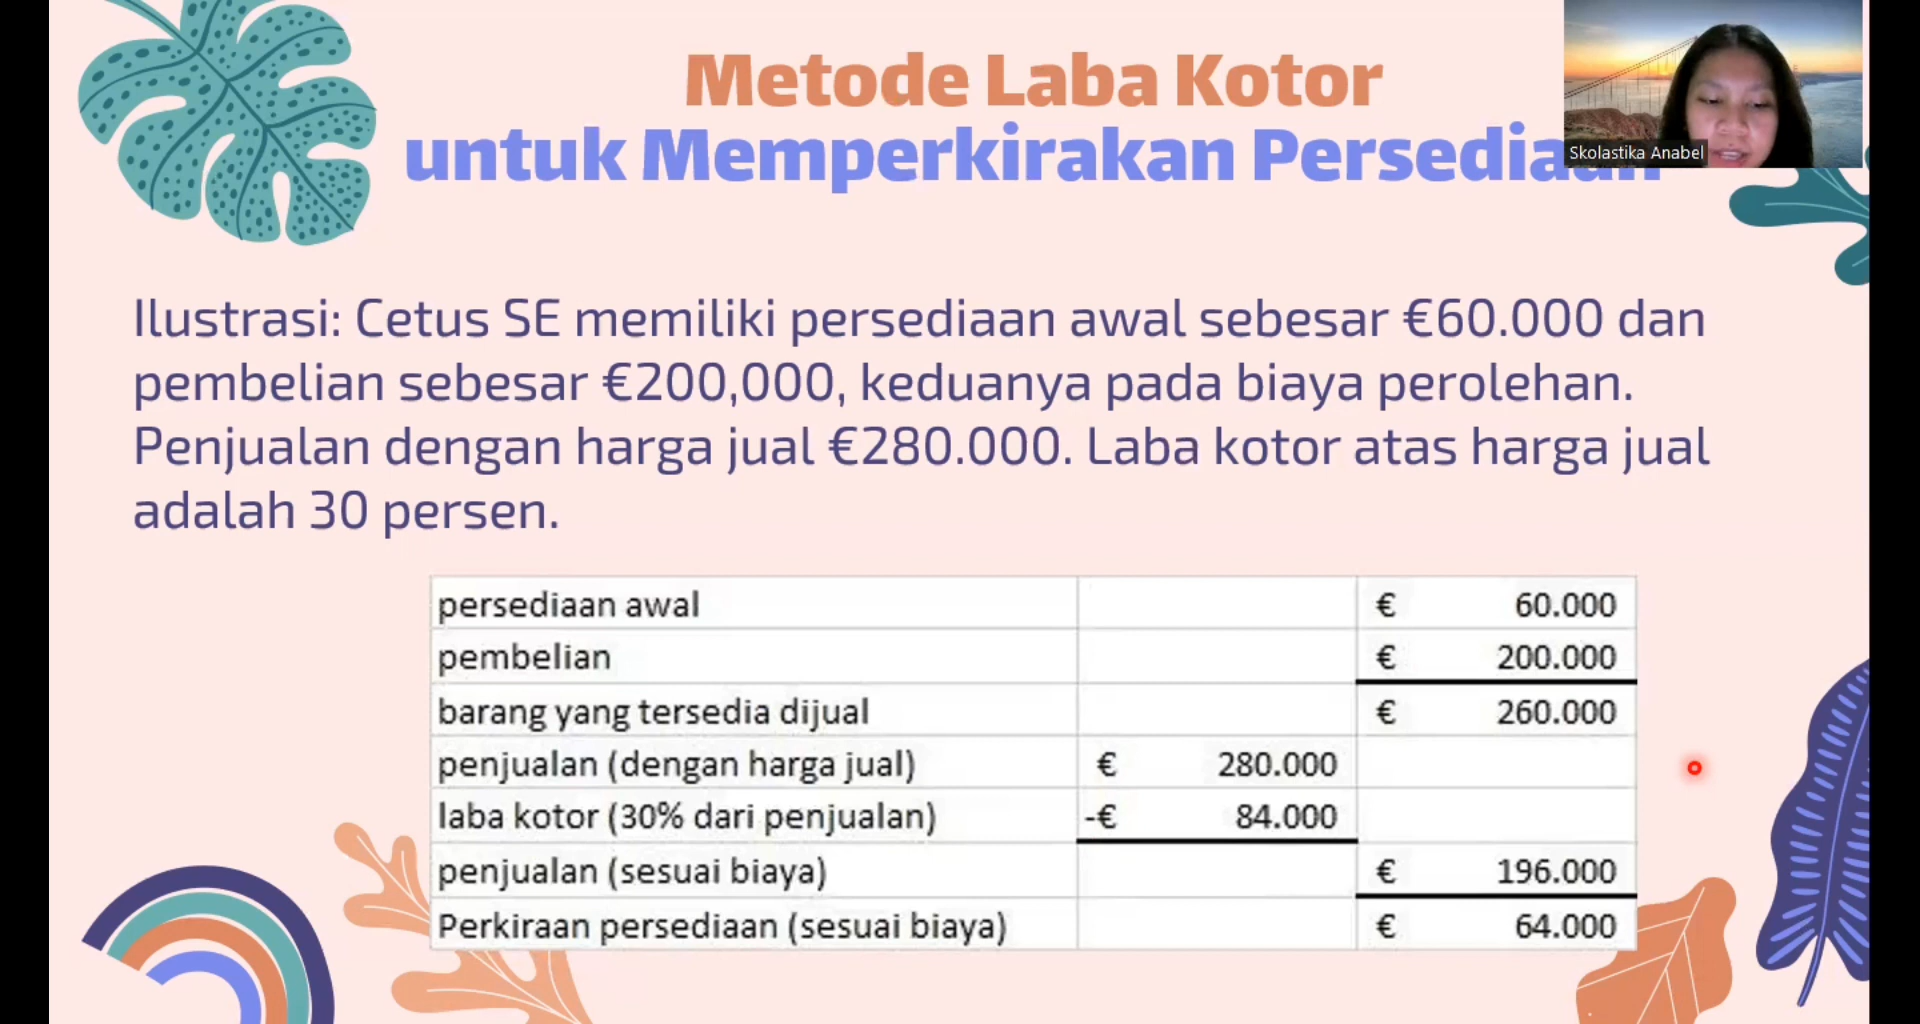 Metode Laba Kotor
untuk Memperkirakan
Skolastika Anabel
Ilustrasi: Cetus SE memiliki persediaan awal sebesar €60.000 dan
pembelian sebesar €200,000, keduanya pada biaya perolehan.
Penjualan dengan harga jual €280.000. Laba kotor atas harga jual
adalah 30 persen.
persediaan awal € 60.000
pembelian € 200.000
barang yang tersedia dijual € 260.000
penjualan (dengan harga jual) € 280.000
laba kotor (30% dari penjualan) -€ 84.000
penjualan (sesuai biaya) € 196.000
Perkiraan persediaan (sesuai biaya) € 64.000